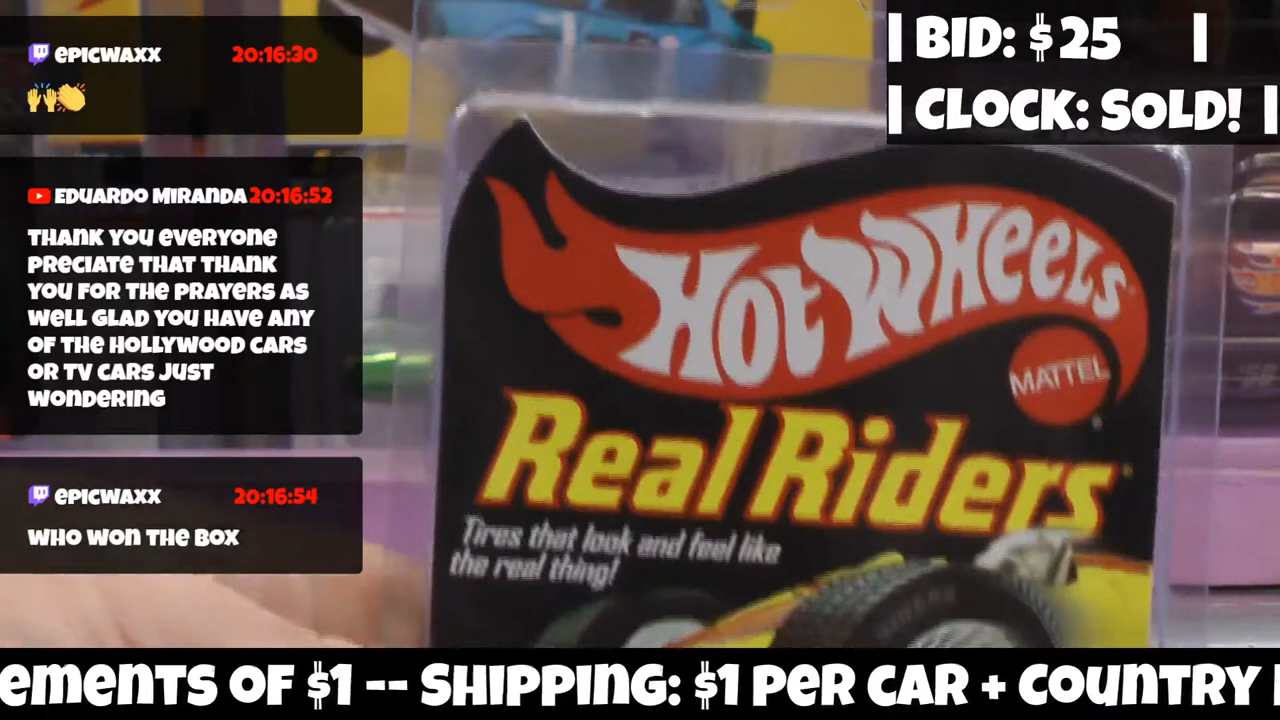 epicwaxx 20:16:30
Eduardo Miranda 20:16:52
Thank you everyone
preciate that thank
you for the prayers as
well glad you have any
of the Hollywood cars
or TV cars just
wondering
epicwaxx 20:16:54
who won the box
| BID: $25 |
| CLOCK: SOLD! |
HOT WHEELS
MATTEL
Real Riders
Tires that look and feel like
the real thing!
ements of $1 -- Shipping: $1 per car + country